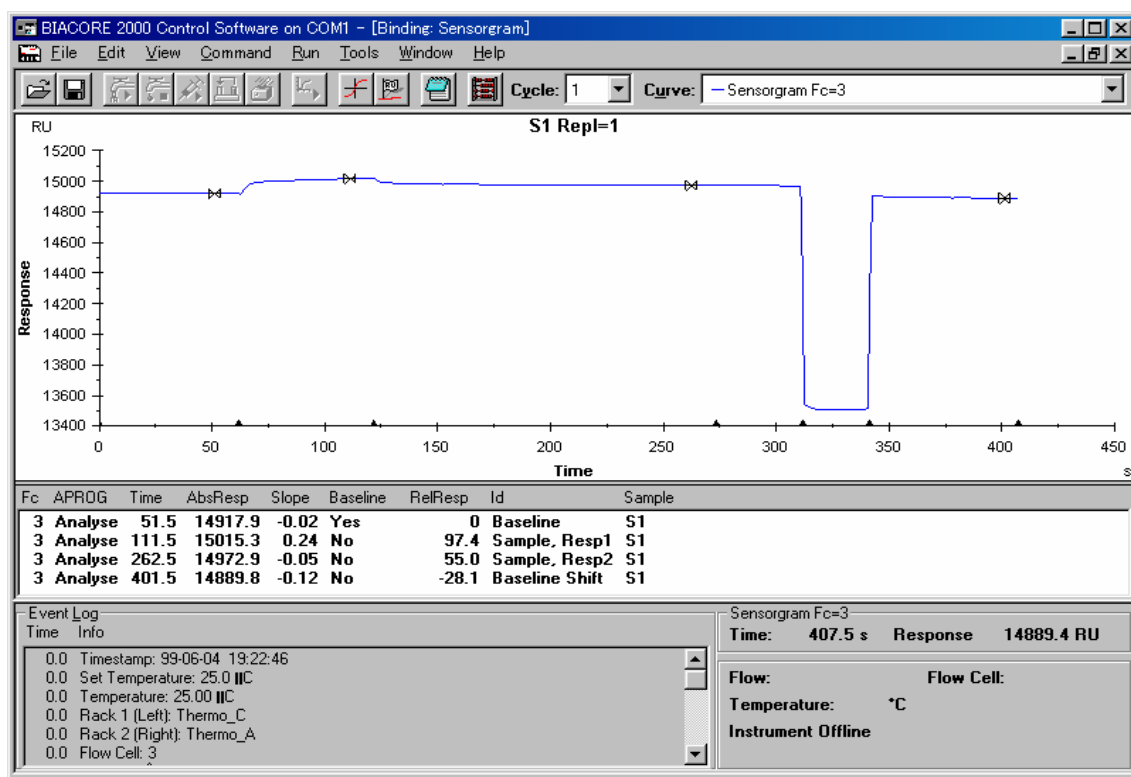 BIACORE 2000 Control Software on COM1 - [Binding: Sensorgram]
File Edit View Command Run Tools Window Help
Cycle: 1 Curve: Sensorgram Fc=3
RU S1 Repl=1
15200
15000
14800
14600
14400
14200
14000
13800
13600
13400
Response
0 50 100 150 200 250 300 350 400 450
Time s
Fc APROG Time AbsResp Slope Baseline RelResp Id Sample
3 Analyse 51.5 14917.9 -0.02 Yes 0 Baseline S1
3 Analyse 111.5 15015.3 0.24 No 97.4 Sample, Resp1 S1
3 Analyse 262.5 14972.9 -0.05 No 55.0 Sample, Resp2 S1
3 Analyse 401.5 14889.8 -0.12 No -28.1 Baseline Shift S1
Event Log
Time Info
0.0 Timestamp: 99-06-04 19:22:46
0.0 Set Temperature: 25.0 ||C
0.0 Temperature: 25.00 ||C
0.0 Rack 1 (Left): Thermo_C
0.0 Rack 2 (Right): Thermo_A
0.0 Flow Cell: 3
Sensorgram Fc=3
Time: 407.5 s Response 14889.4 RU
Flow: Flow Cell:
Temperature: °C
Instrument Offline